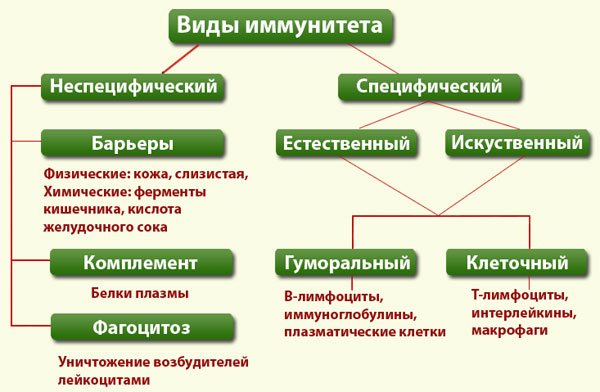 Виды иммунитета
Неспецифический
Специфический
Барьеры
Естественный
Искуственный
Физические: кожа, слизистая,
Химические: ферменты
кишечника, кислота
желудочного сока
Комплемент
Гуморальный
Клеточный
Белки плазмы
В-лимфоциты,
иммуноглобулины,
плазматические клетки
Т-лимфоциты,
интерлейкины,
макрофаги
Фагоцитоз
Уничтожение возбудителей
лейкоцитами